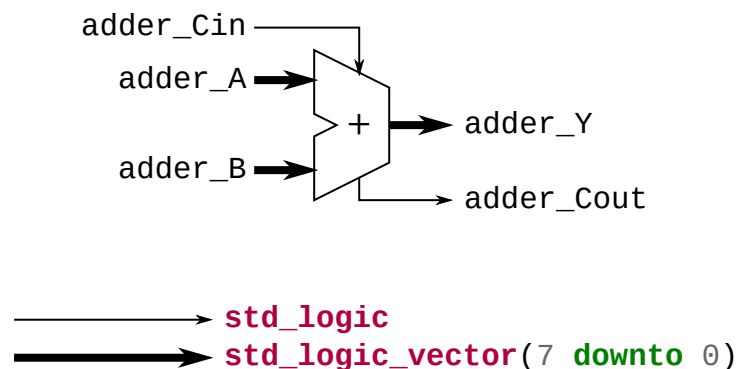 adder_Cin
adder_A
+
adder_Y
adder_B
adder_Cout
std_logic
std_logic_vector(7 downto 0)